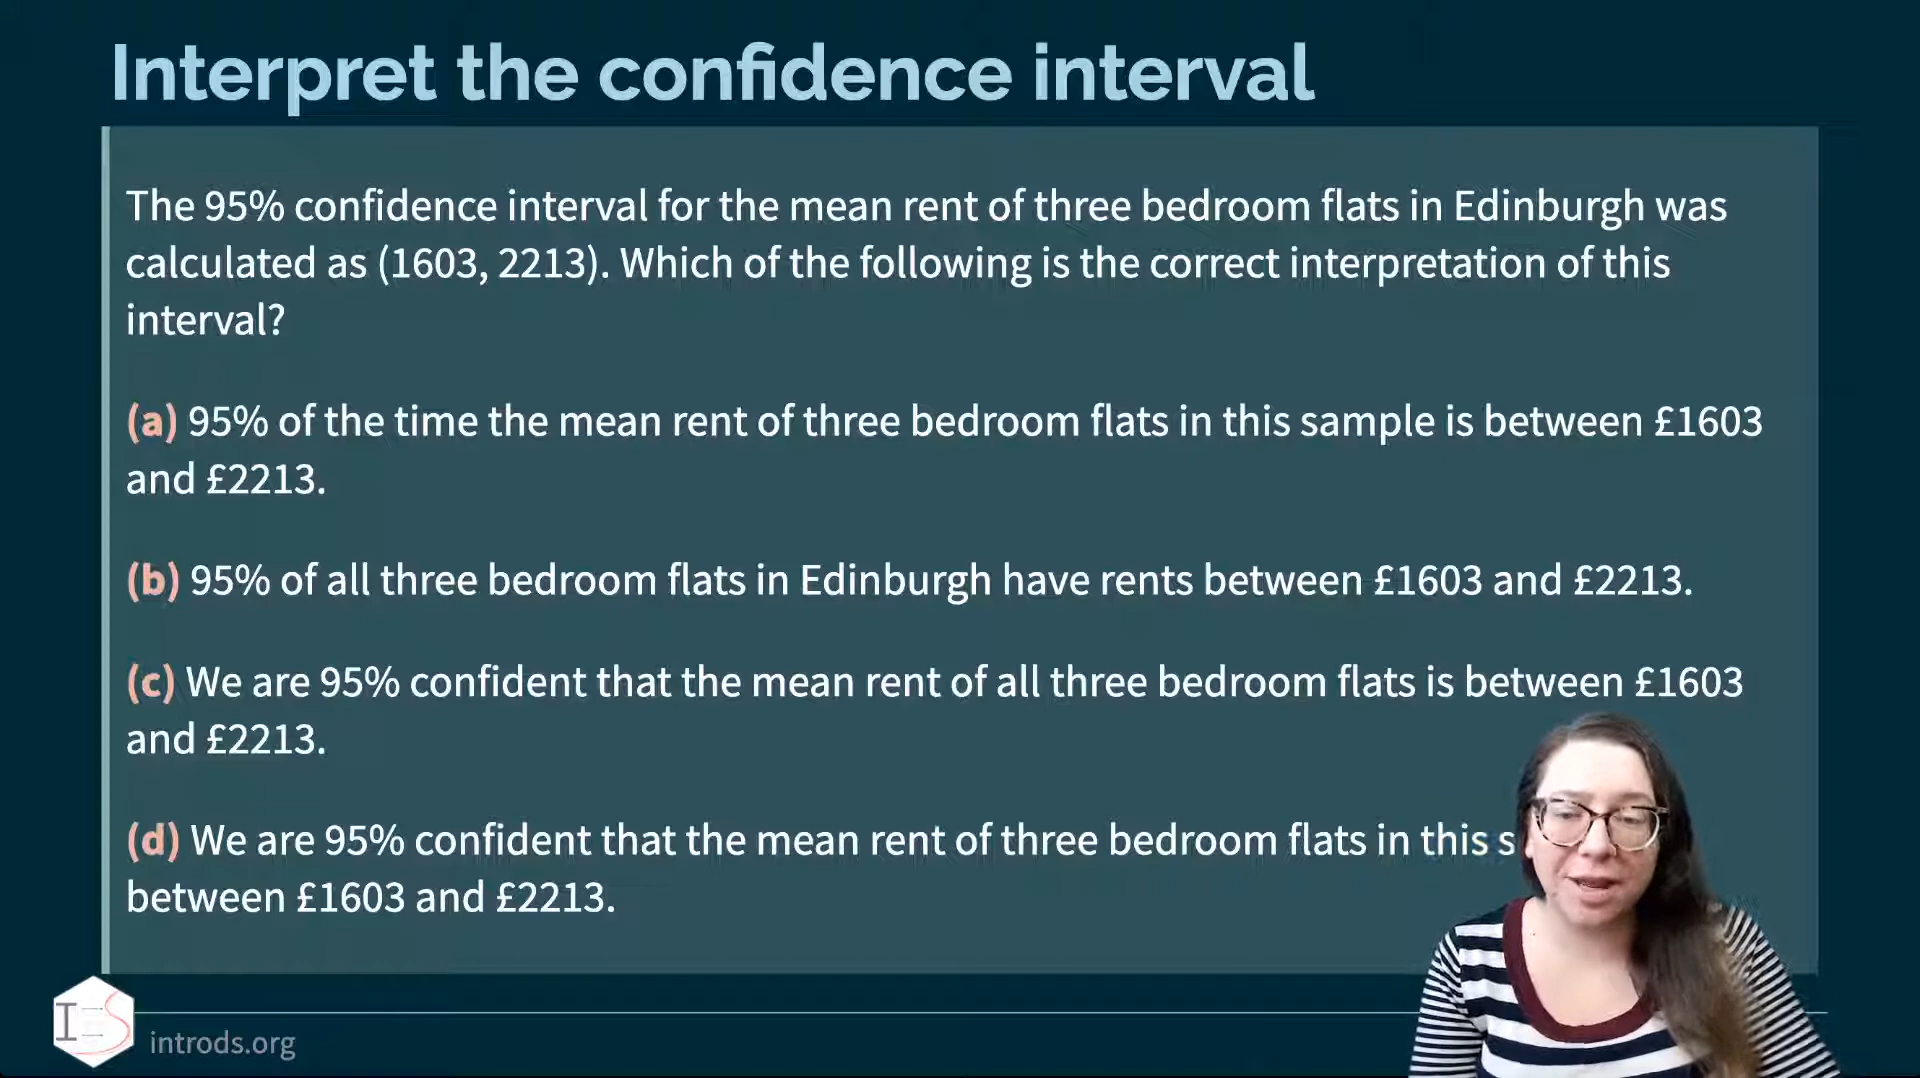 Interpret the confidence interval
The 95% confidence interval for the mean rent of three bedroom flats in Edinburgh was
calculated as (1603, 2213). Which of the following is the correct interpretation of this
interval?
(a) 95% of the time the mean rent of three bedroom flats in this sample is between £1603
and £2213.
(b) 95% of all three bedroom flats in Edinburgh have rents between £1603 and £2213.
(c) We are 95% confident that the mean rent of all three bedroom flats is between £1603
and £2213.
(d) We are 95% confident that the mean rent of three bedroom flats in this
between £1603 and £2213.
IDS
introds.org